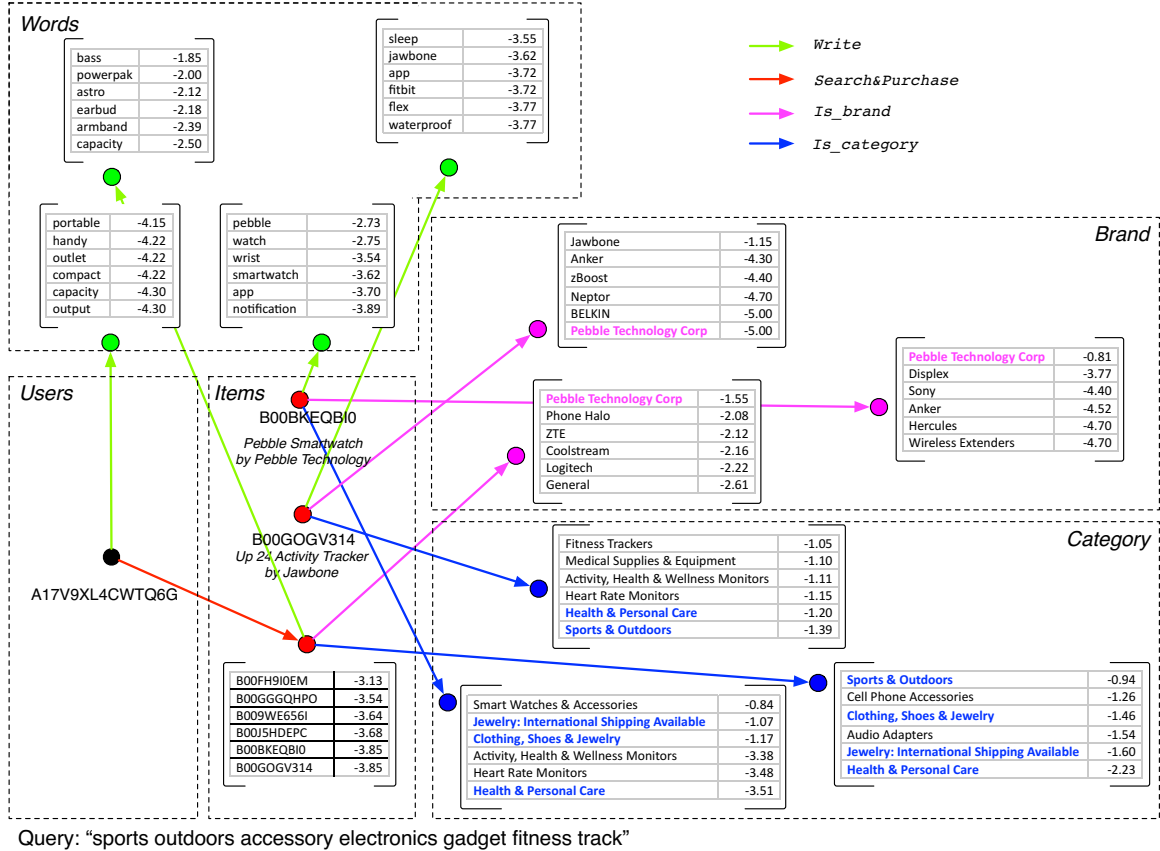 Words
bass -1.85
powerpak -2.00
astro -2.12
earbud -2.18
armband -2.39
capacity -2.50
sleep -3.55
jawbone -3.62
app -3.72
fitbit -3.72
flex -3.77
waterproof -3.77
Write
Search&Purchase
Is_brand
Is_category
portable -4.15
handy -4.22
outlet -4.22
compact -4.22
capacity -4.30
output -4.30
pebble -2.73
watch -2.75
wrist -3.54
smartwatch -3.62
app -3.70
notification -3.89
Brand
Jawbone -1.15
Anker -4.30
zBoost -4.40
Neptor -4.70
BELKIN -5.00
Pebble Technology Corp -5.00
Pebble Technology Corp -0.81
Displex -3.77
Sony -4.40
Anker -4.52
Hercules -4.70
Wireless Extenders -4.70
Pebble Technology Corp -1.55
Phone Halo -2.08
ZTE -2.12
Coolstream -2.16
Logitech -2.22
General -2.61
Users
A17V9XL4CWTQ6G
Items
B00BKEQBI0
Pebble Smartwatch
by Pebble Technology
B00GOGV314
Up 24 Activity Tracker
by Jawbone
B00FH9I0EM -3.13
B00GGGQHPO -3.54
B009WE656I -3.64
B00J5HDEPC -3.68
B00BKEQBI0 -3.85
B00GOGV314 -3.85
Category
Fitness Trackers -1.05
Medical Supplies & Equipment -1.10
Activity, Health & Wellness Monitors -1.11
Heart Rate Monitors -1.15
Health & Personal Care -1.20
Sports & Outdoors -1.39
Smart Watches & Accessories -0.84
Jewelry: International Shipping Available -1.07
Clothing, Shoes & Jewelry -1.17
Activity, Health & Wellness Monitors -3.38
Heart Rate Monitors -3.48
Health & Personal Care -3.51
Sports & Outdoors -0.94
Cell Phone Accessories -1.26
Clothing, Shoes & Jewelry -1.46
Audio Adapters -1.54
Jewelry: International Shipping Available -1.60
Health & Personal Care -2.23
Query: “sports outdoors accessory electronics gadget fitness track”